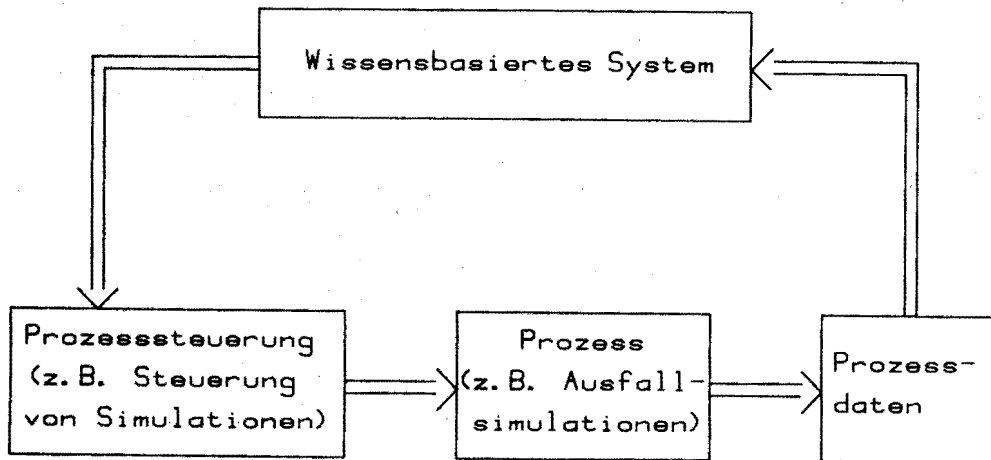 Wissensbasiertes System
Prozesssteuerung
(z.B. Steuerung
von Simulationen)
Prozess
(z.B. Ausfall-
simulationen)
Prozess-
daten